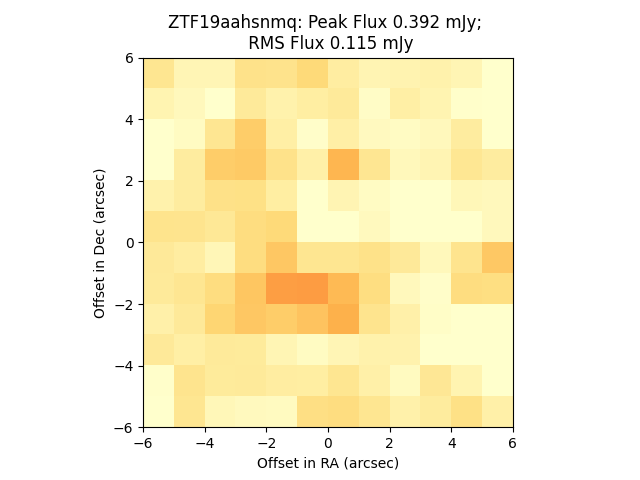 ZTF19aahsnmq: Peak Flux 0.392 mJy;
RMS Flux 0.115 mJy
6
4
2
0
−2
−4
−6
Offset in Dec (arcsec)
−6 −4 −2 0 2 4 6
Offset in RA (arcsec)